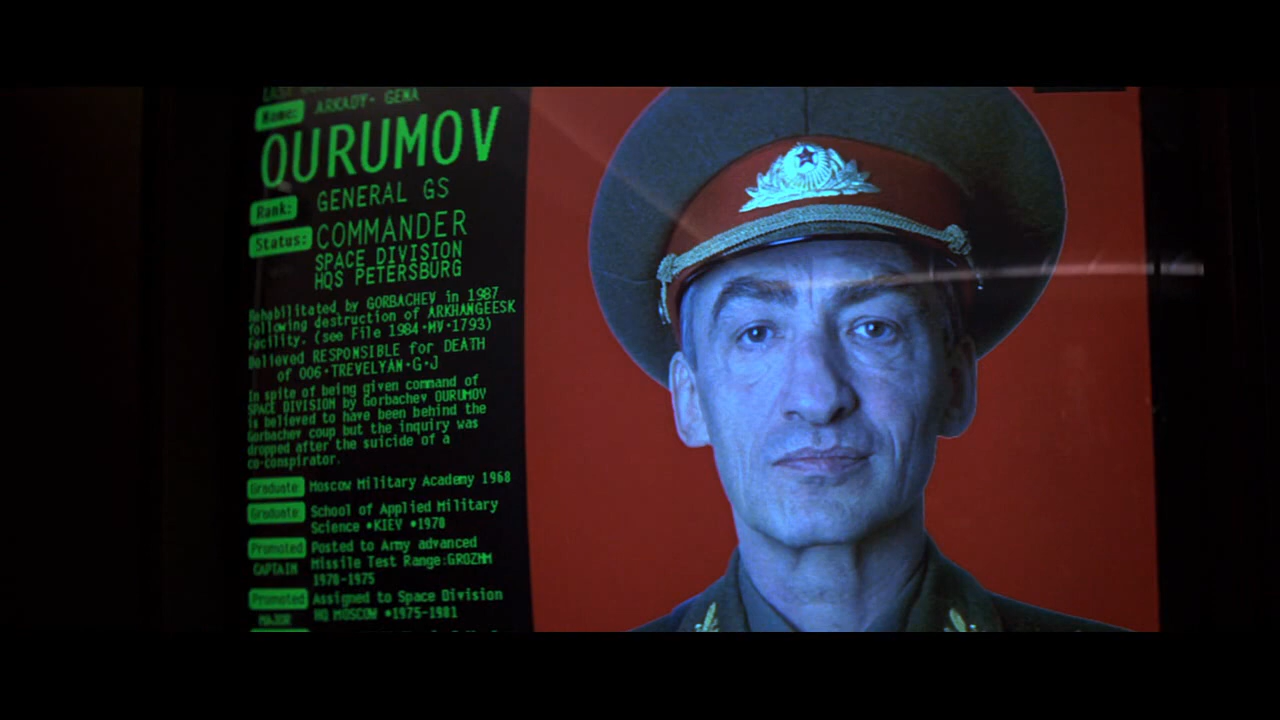 Name: ARKADY- GENA
OURUMOV
Rank: GENERAL GS
Status: COMMANDER
SPACE DIVISION
HQS PETERSBURG
Rehabilitated by GORBACHEV in 1987
following destruction of ARKHANGEESK
Facility. (see File 1984•MV•1793)
Believed RESPONSIBLE for DEATH
of 006•TREVELYAN•G•J
In spite of being given command of
SPACE DIVISION by Gorbachev OURUMOV
is believed to have been behind the
Gorbachev coup but the inquiry was
dropped after the suicide of a
co-conspirator.
Graduate: Moscow Military Academy 1968
Graduate: School of Applied Military
Science •KIEV •1970
Promoted Posted to Army advanced
CAPTAIN Missile Test Range:GROZHM
1970-1975
Promoted Assigned to Space Division
MAJOR HQ MOSCOW •1975-1981